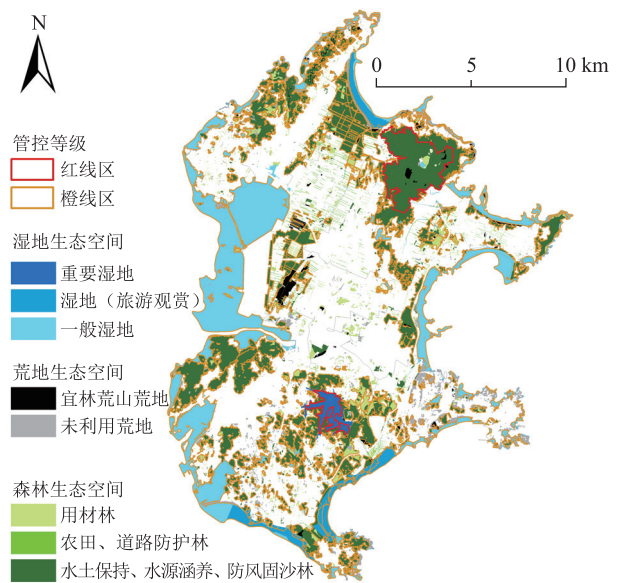 N
0 5 10 km
管控等级
红线区
橙线区
湿地生态空间
重要湿地
湿地（旅游观赏）
一般湿地
荒地生态空间
宜林荒山荒地
未利用荒地
森林生态空间
用材林
农田、道路防护林
水土保持、水源涵养、防风固沙林